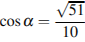 cos α = √51/10